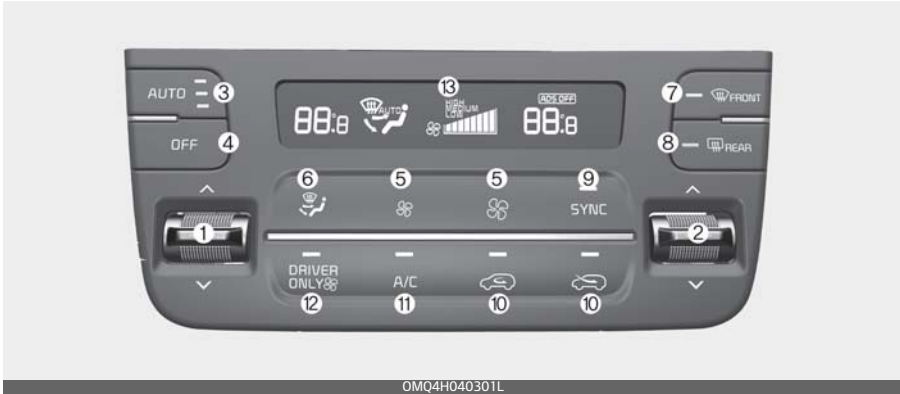 ⑬
AUTO ③
HIGH
MEDIUM
LOW
AUTO
88.8
ADS OFF
88.8
⑦ FRONT
OFF ④
⑧ REAR
⑥ ⑤ ⑤ ⑨
SYNC
① ②
DRIVER
ONLY
A/C
⑫ ⑪ ⑩ ⑩
OMQ4H040301L